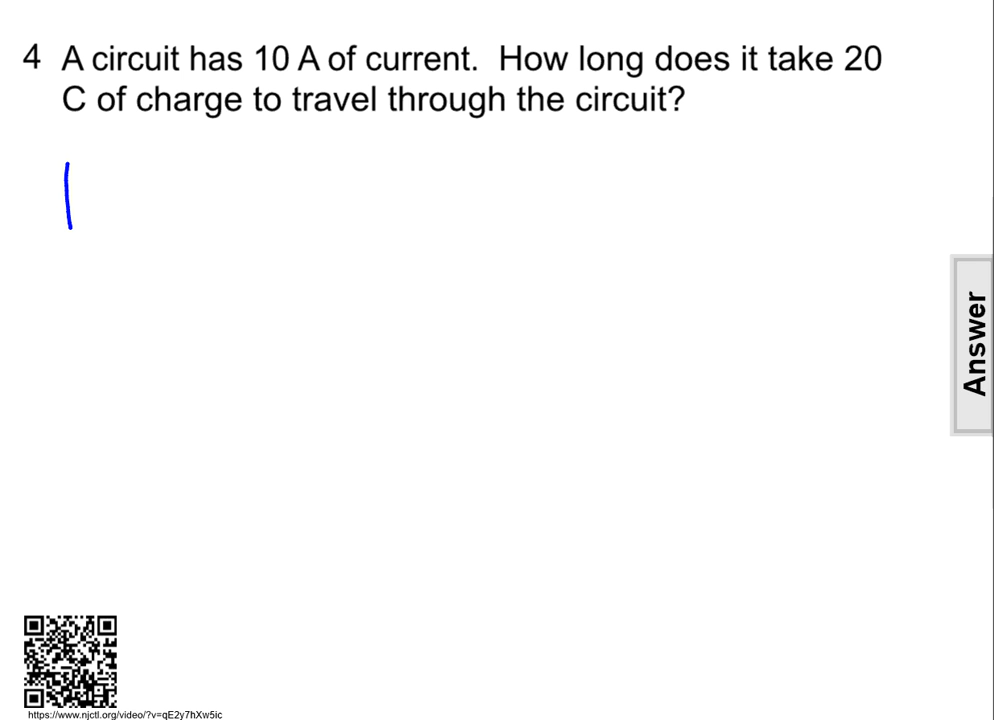 4 A circuit has 10 A of current. How long does it take 20
C of charge to travel through the circuit?
Answer
https://www.njctl.org/video/?v=qE2y7hXw5ic